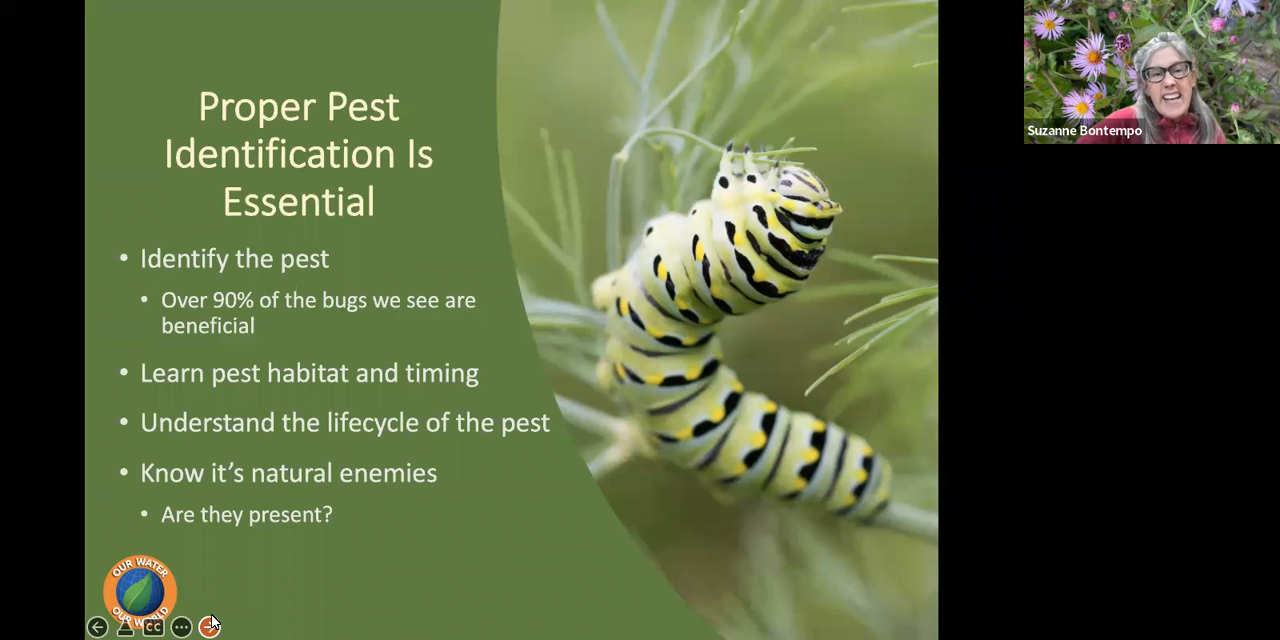 Proper Pest
Identification Is
Essential
• Identify the pest
• Over 90% of the bugs we see are
beneficial
• Learn pest habitat and timing
• Understand the lifecycle of the pest
• Know it's natural enemies
• Are they present?
OUR WATER
OUR WORLD
CC
Suzanne Bontempo